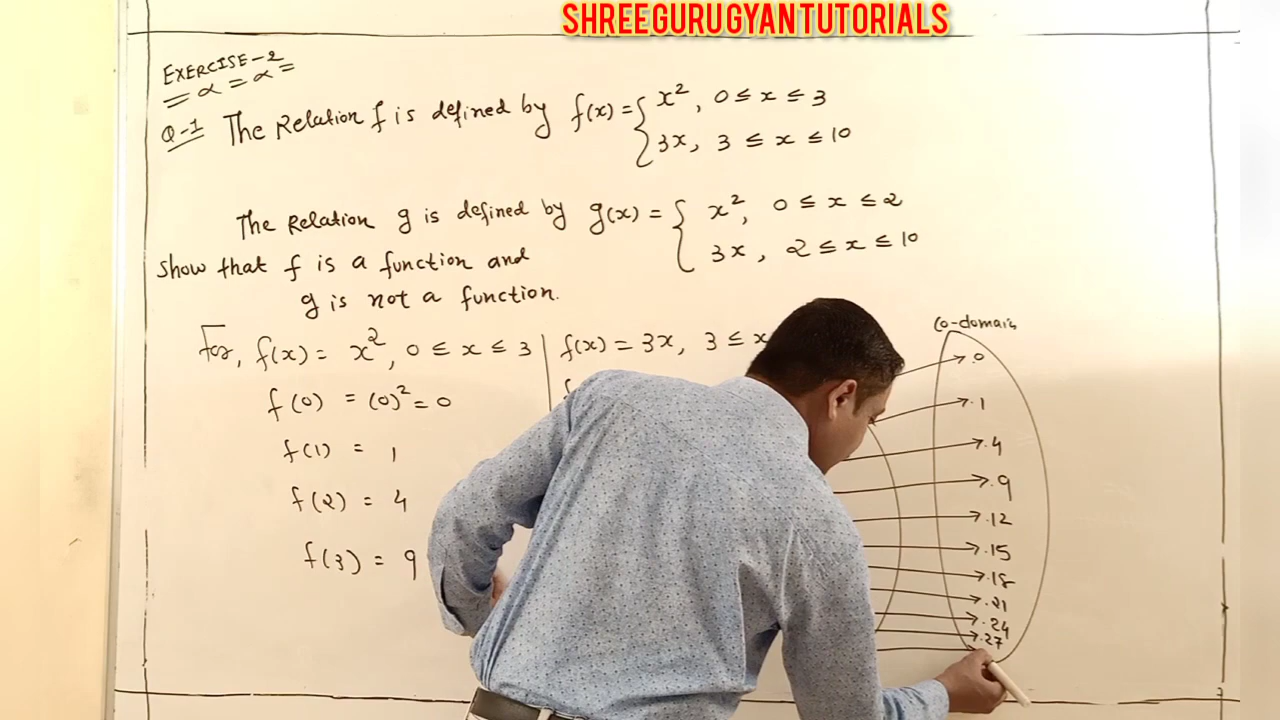 SHREE GURU GYAN TUTORIALS
EXERCISE-2
Q-1 The Relation f is defined by f(x) = { x², 0 ≤ x ≤ 3
3x, 3 ≤ x ≤ 10
The Relation g is defined by g(x) = { x², 0 ≤ x ≤ 2
3x, 2 ≤ x ≤ 10
Show that f is a function and
g is not a function.
For, f(x) = x², 0 ≤ x ≤ 3
f(0) = (0)² = 0
f(1) = 1
f(2) = 4
f(3) = 9
f(x) = 3x, 3 ≤ x
Co-domain
.0
.1
.4
.9
.12
.15
.18
.21
.24
.27